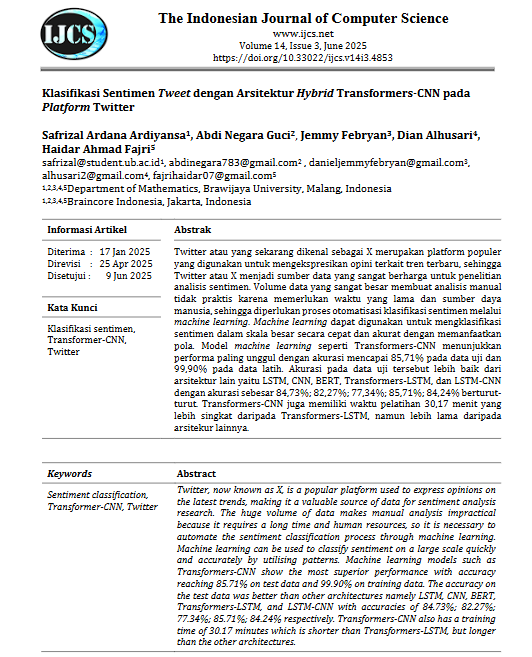 IJCS
The Indonesian Journal of Computer Science
www.ijcs.net
Volume 14, Issue 3, June 2025
https://doi.org/10.33022/ijcs.v14i3.4853
Klasifikasi Sentimen Tweet dengan Arsitektur Hybrid Transformers-CNN pada
Platform Twitter
Safrizal Ardana Ardiyansa¹, Abdi Negara Guci², Jemmy Febryan³, Dian Alhusari⁴,
Haidar Ahmad Fajri⁵
safrizal@student.ub.ac.id¹, abdinegara783@gmail.com² , danieljemmyfebryan@gmail.com³,
alhusari2@gmail.com⁴, fajrihaidar07@gmail.com⁵
¹,²,³,⁴,⁵Department of Mathematics, Brawijaya University, Malang, Indonesia
¹,²,³,⁴,⁵Braincore Indonesia, Jakarta, Indonesia
Informasi Artikel
Diterima : 17 Jan 2025
Direvisi : 25 Apr 2025
Disetujui : 9 Jun 2025
Kata Kunci
Klasifikasi sentimen,
Transformer-CNN,
Twitter
Abstrak
Twitter atau yang sekarang dikenal sebagai X merupakan platform populer
yang digunakan untuk mengekspresikan opini terkait tren terbaru, sehingga
Twitter atau X menjadi sumber data yang sangat berharga untuk penelitian
analisis sentimen. Volume data yang sangat besar membuat analisis manual
tidak praktis karena memerlukan waktu yang lama dan sumber daya
manusia, sehingga diperlukan proses otomatisasi klasifikasi sentimen melalui
machine learning. Machine learning dapat digunakan untuk mengklasifikasi
sentimen dalam skala besar secara cepat dan akurat dengan memanfaatkan
pola. Model machine learning seperti Transformers-CNN menunjukkan
performa paling unggul dengan akurasi mencapai 85,71% pada data uji dan
99,90% pada data latih. Akurasi pada data uji tersebut lebih baik dari
arsitektur lain yaitu LSTM, CNN, BERT, Transformers-LSTM, dan LSTM-CNN
dengan akurasi sebesar 84,73%; 82,27%; 77,34%; 85,71%; 84,24% berturut-
turut. Transformers-CNN juga memiliki waktu pelatihan 30,17 menit yang
lebih singkat daripada Transformers-LSTM, namun lebih lama daripada
arsitekur lainnya.
Keywords
Sentiment classification,
Transformer-CNN, Twitter
Abstract
Twitter, now known as X, is a popular platform used to express opinions on
the latest trends, making it a valuable source of data for sentiment analysis
research. The huge volume of data makes manual analysis impractical
because it requires a long time and human resources, so it is necessary to
automate the sentiment classification process through machine learning.
Machine learning can be used to classify sentiment on a large scale quickly
and accurately by utilising patterns. Machine learning models such as
Transformers-CNN show the most superior performance with accuracy
reaching 85.71% on test data and 99.90% on training data. The accuracy on
the test data was better than other architectures namely LSTM, CNN, BERT,
Transformers-LSTM, and LSTM-CNN with accuracies of 84.73%; 82.27%;
77.34%; 85.71%; 84.24% respectively. Transformers-CNN also has a training
time of 30.17 minutes which is shorter than Transformers-LSTM, but longer
than the other architectures.